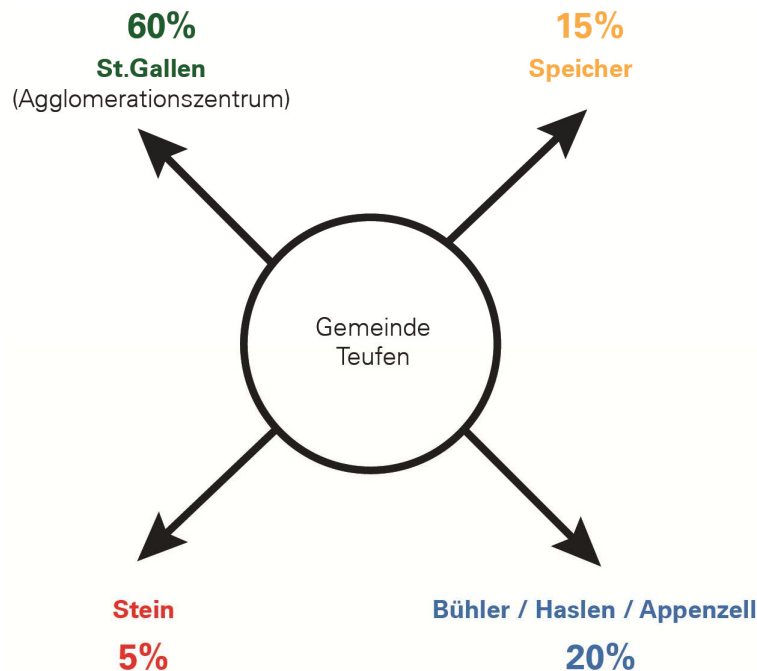 60%
St.Gallen
(Agglomerationszentrum)
15%
Speicher
Gemeinde
Teufen
Stein
5%
Bühler / Haslen / Appenzell
20%